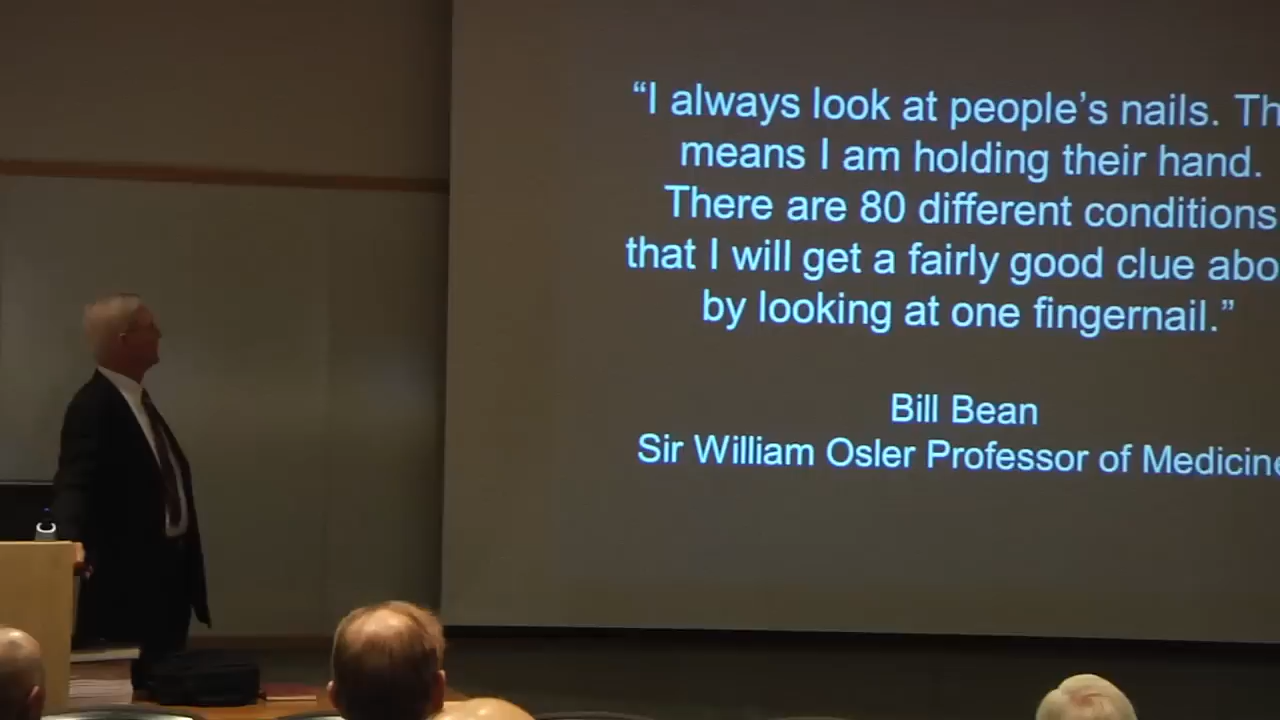 “I always look at people’s nails. Th
means I am holding their hand.
There are 80 different conditions
that I will get a fairly good clue abo
by looking at one fingernail.”
Bill Bean
Sir William Osler Professor of Medicine